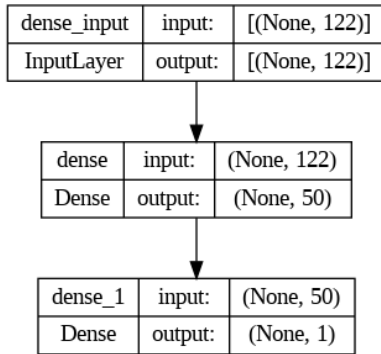 dense_input input: [(None, 122)]
InputLayer output: [(None, 122)]
dense input: (None, 122)
Dense output: (None, 50)
dense_1 input: (None, 50)
Dense output: (None, 1)